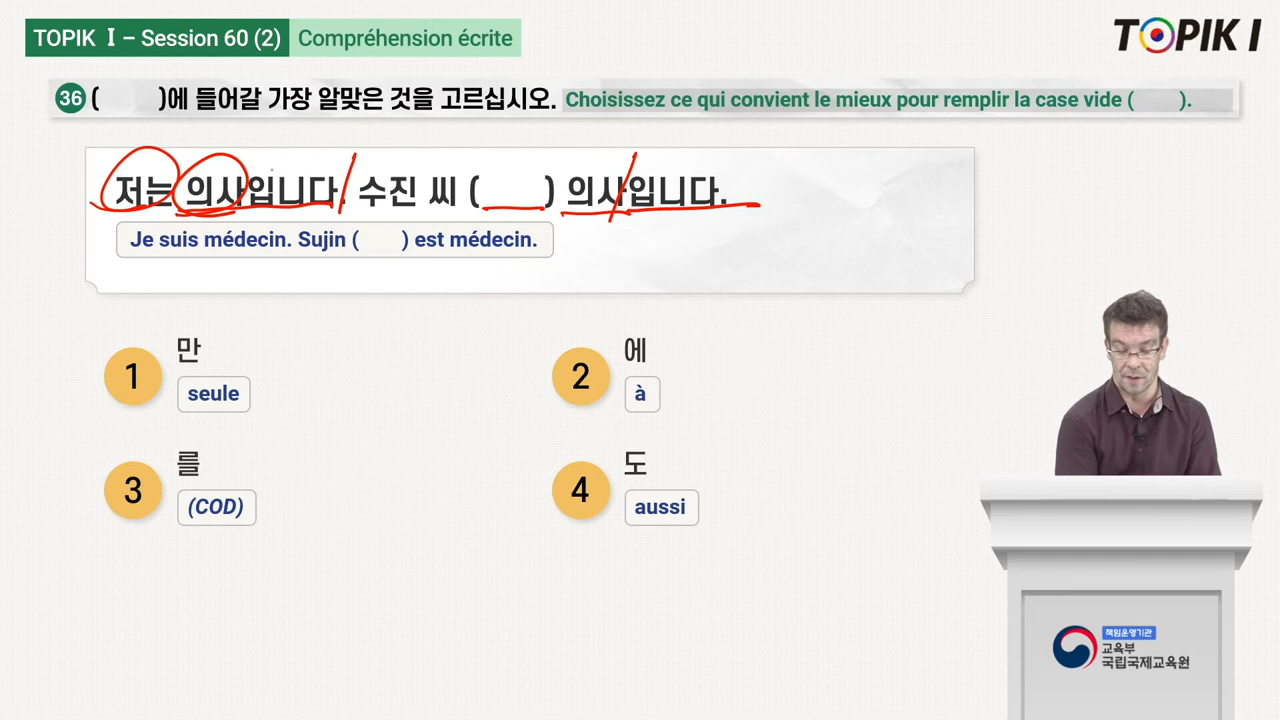 TOPIK Ⅰ – Session 60 (2) Compréhension écrite
TOPIK I
36 ( )에 들어갈 가장 알맞은 것을 고르십시오. Choisissez ce qui convient le mieux pour remplir la case vide ( ).
저는 의사입니다. 수진 씨 ( ) 의사입니다.
Je suis médecin. Sujin ( ) est médecin.
1 만
seule
2 에
à
3 를
(COD)
4 도
aussi
책임운영기관
교육부
국립국제교육원